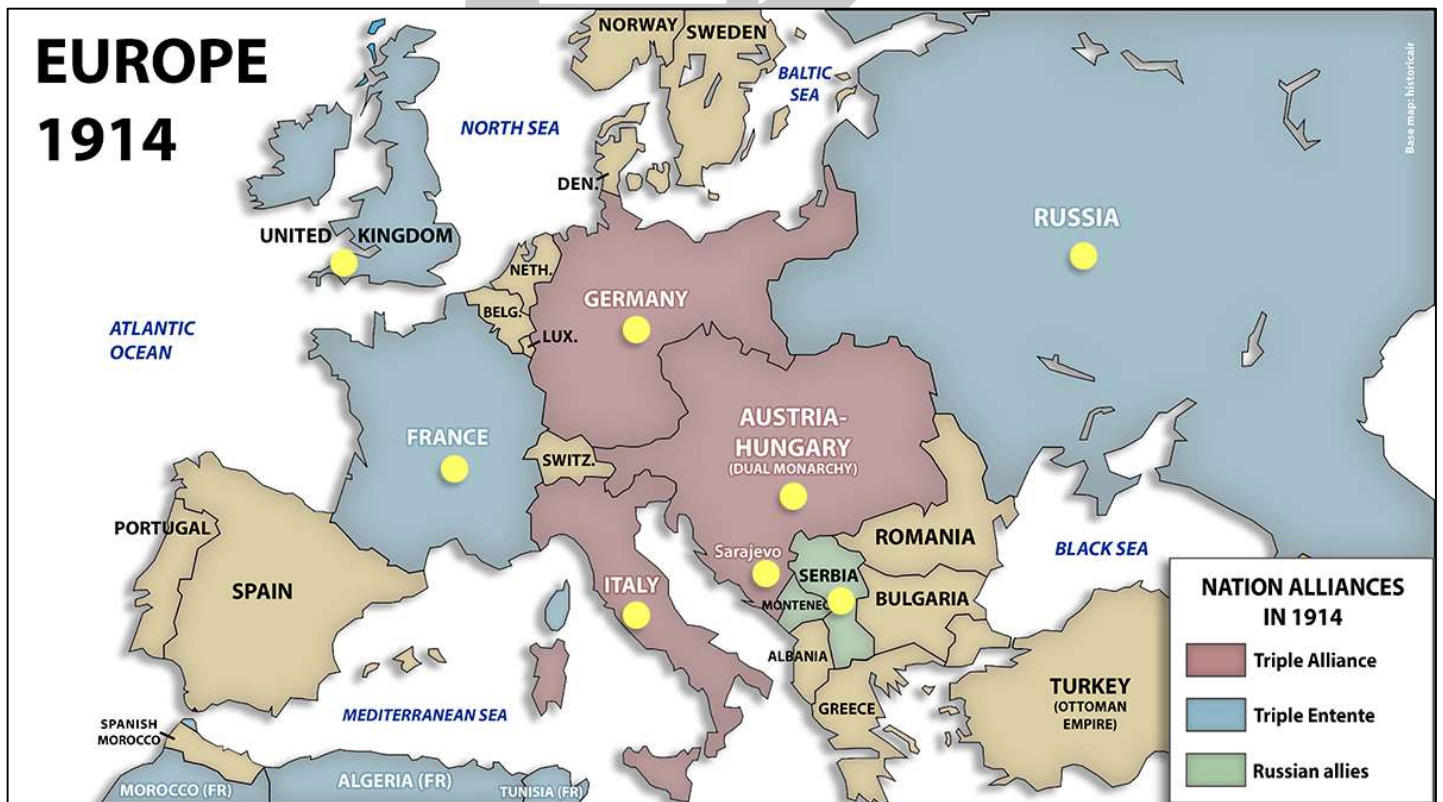 EUROPE
1914
NORWAY
SWEDEN
BALTIC
SEA
NORTH SEA
DEN.
Base map: historicair
RUSSIA
UNITED KINGDOM
NETH.
GERMANY
BELG.
LUX.
ATLANTIC
OCEAN
FRANCE
SWITZ.
AUSTRIA-
HUNGARY
(DUAL MONARCHY)
PORTUGAL
SPAIN
ITALY
Sarajevo
SERBIA
MONTENEG
ROMANIA
BULGARIA
BLACK SEA
ALBANIA
GREECE
TURKEY
(OTTOMAN
EMPIRE)
MEDITERRANEAN SEA
SPANISH
MOROCCO
MOROCCO (FR)
ALGERIA (FR)
TUNISIA (FR)
NATION ALLIANCES
IN 1914
Triple Alliance
Triple Entente
Russian allies